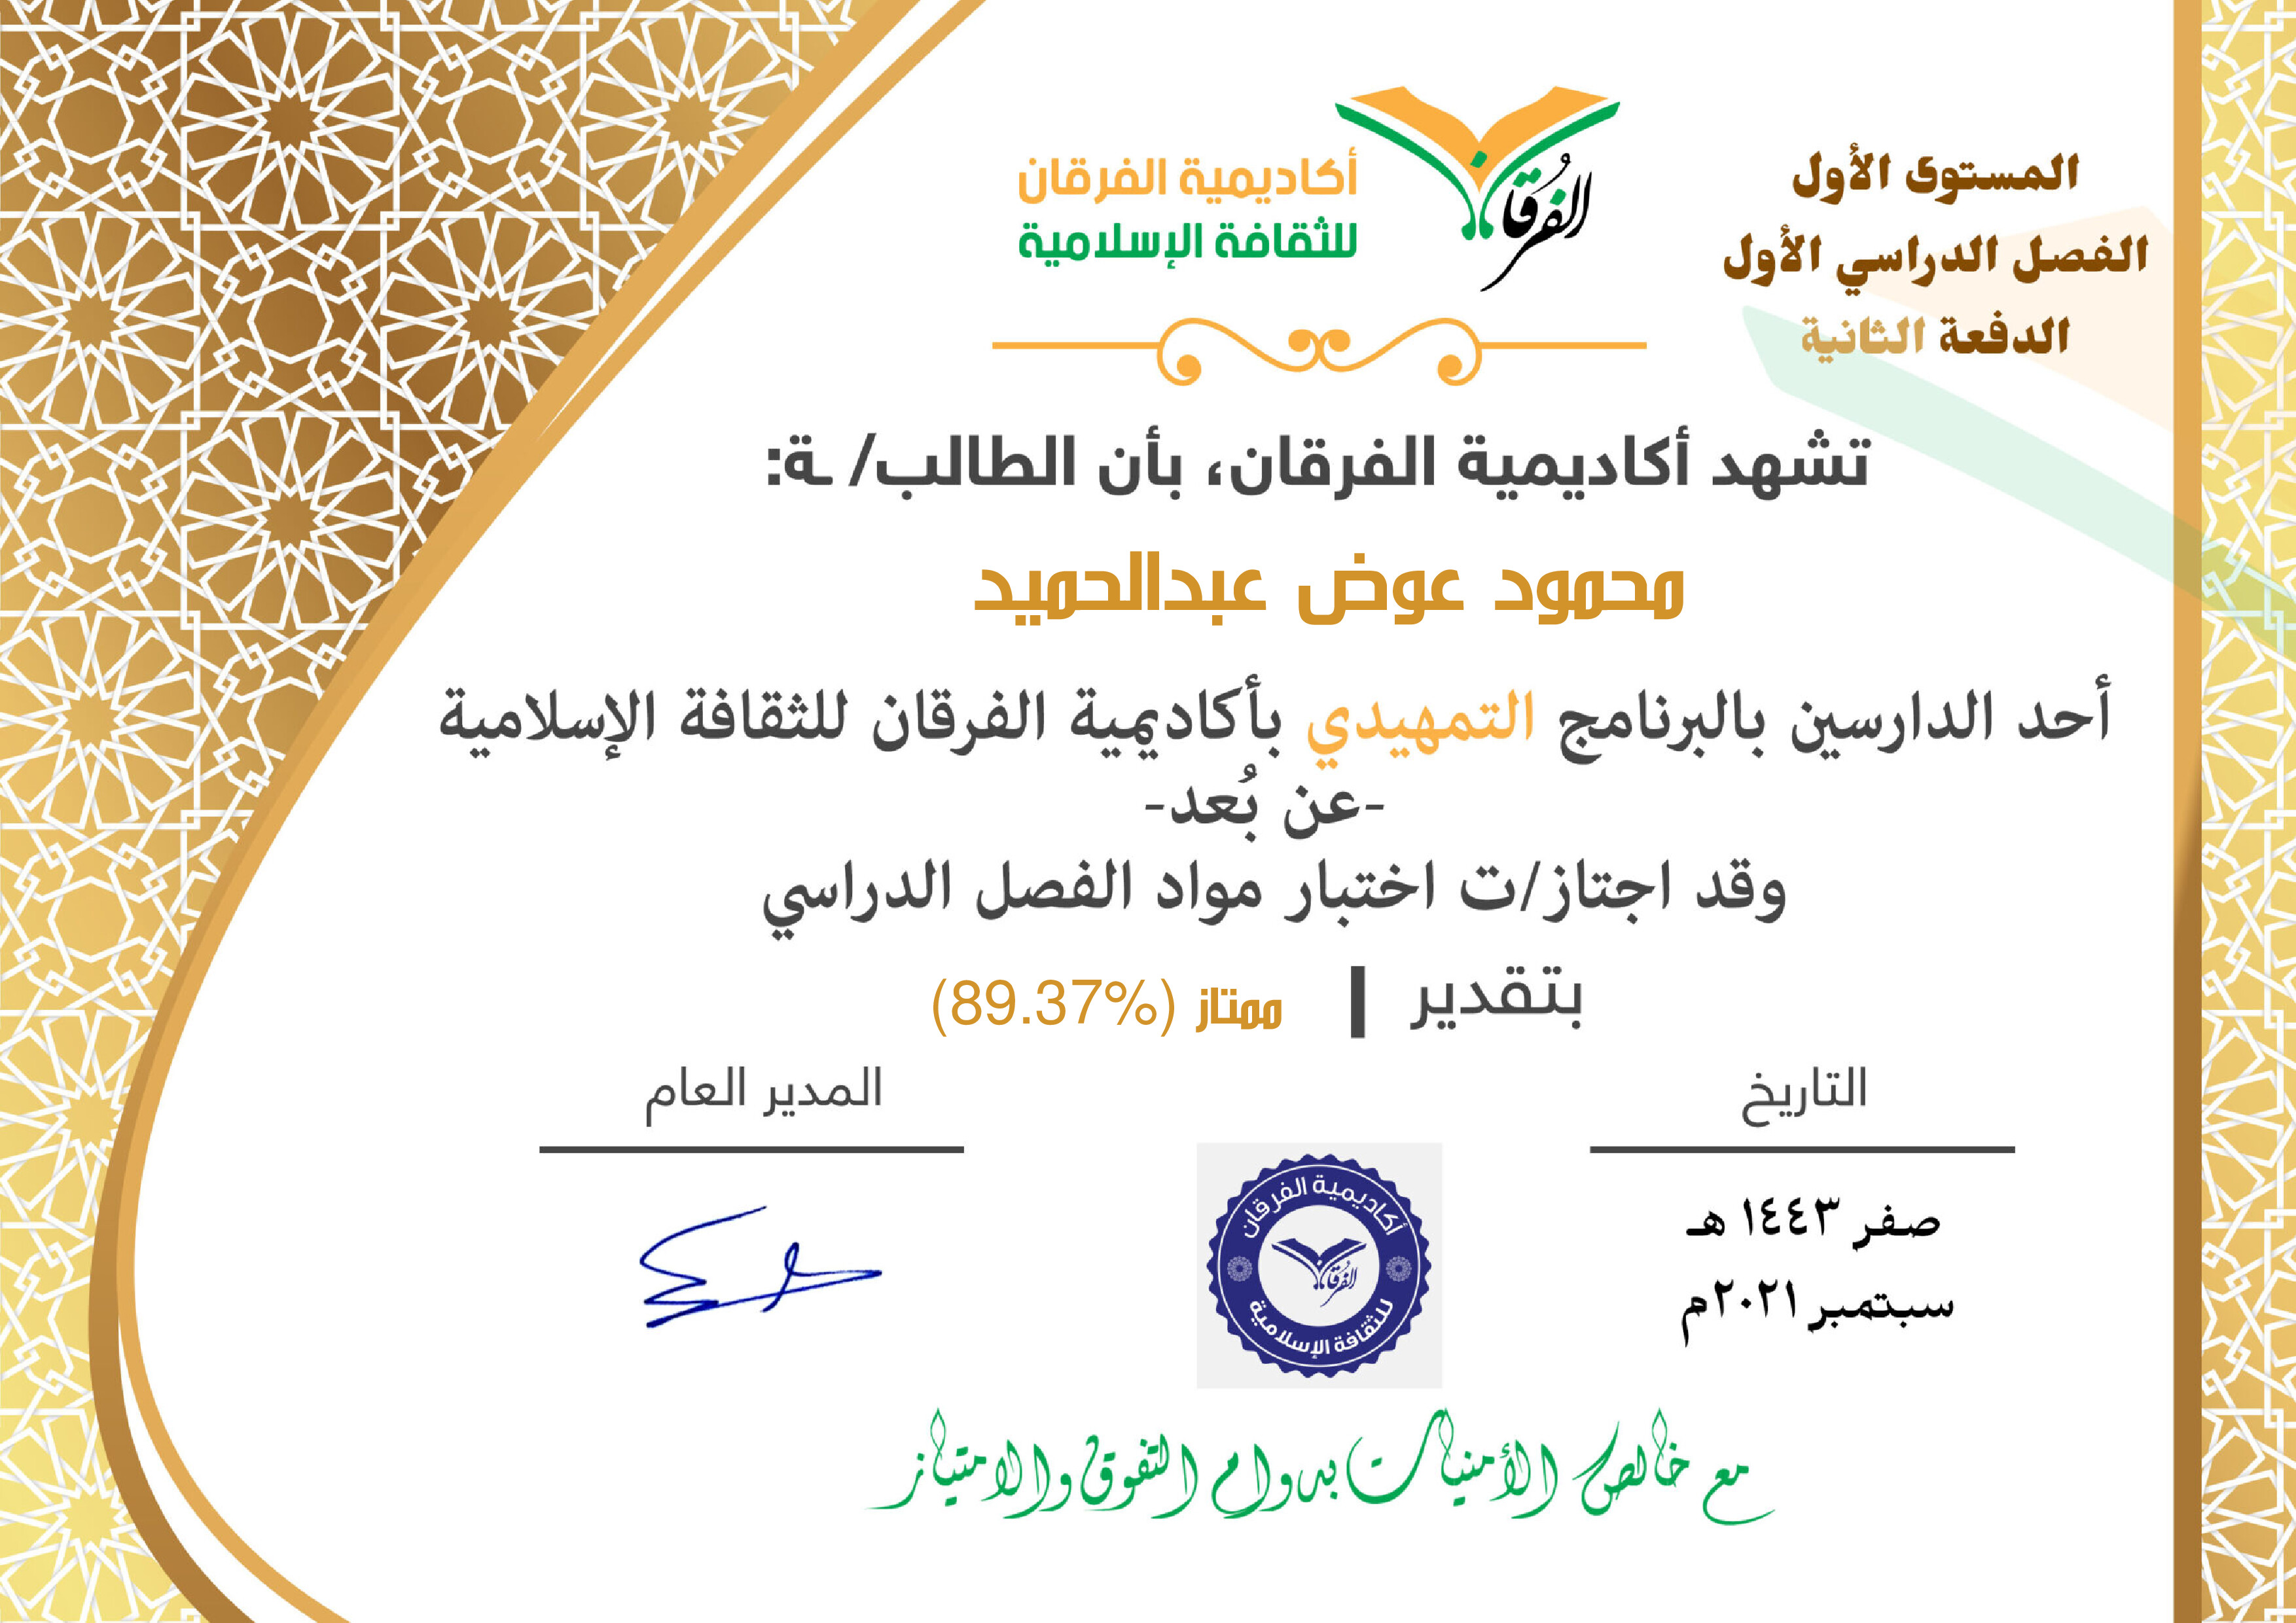 المستوى الأول
الفصل الدراسي الأول
الدفعة الثانية
أكاديمية الفرقان
للثقافة الإسلامية
الفرقان
تشهد أكاديمية الفرقان، بأن الطالب/ ـة:
محمود عوض عبدالحميد
أحد الدارسين بالبرنامج التمهيدي بأكاديمية الفرقان للثقافة الإسلامية
-عن بُعد-
وقد اجتاز/ت اختبار مواد الفصل الدراسي
بتقدير | ممتاز (89.37%)
التاريخ
صفر ١٤٤٣ هـ
سبتمبر ٢٠٢١م
أكاديمية الفرقان
الفرقان
للثقافة الإسلامية
المدير العام
مع خالص الأمنيات بدوام التفوق والامتياز